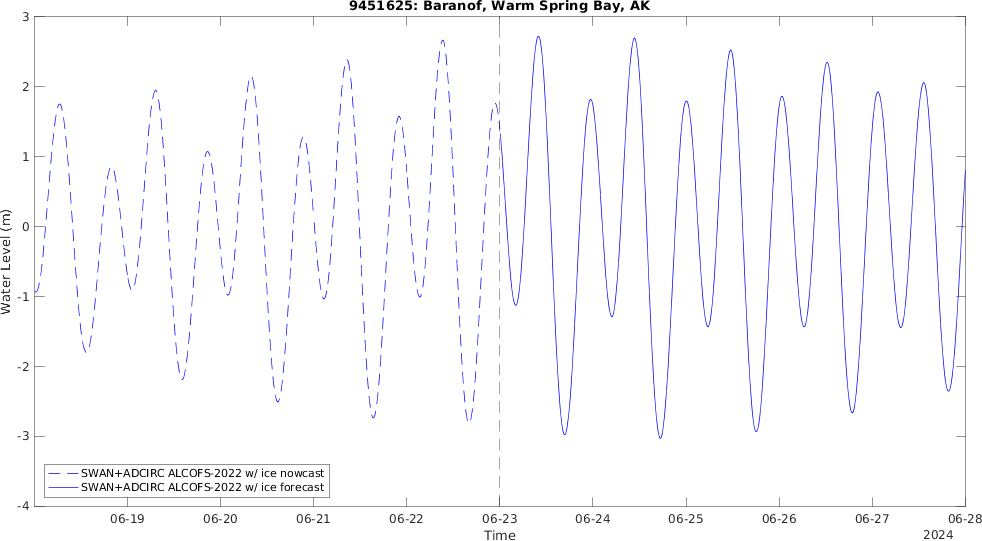 9451625: Baranof, Warm Spring Bay, AK
3
2
1
0
-1
-2
-3
-4
Water Level (m)
SWAN+ADCIRC ALCOFS-2022 w/ ice nowcast
SWAN+ADCIRC ALCOFS-2022 w/ ice forecast
06-19 06-20 06-21 06-22 06-23 06-24 06-25 06-26 06-27 06-28
Time
2024